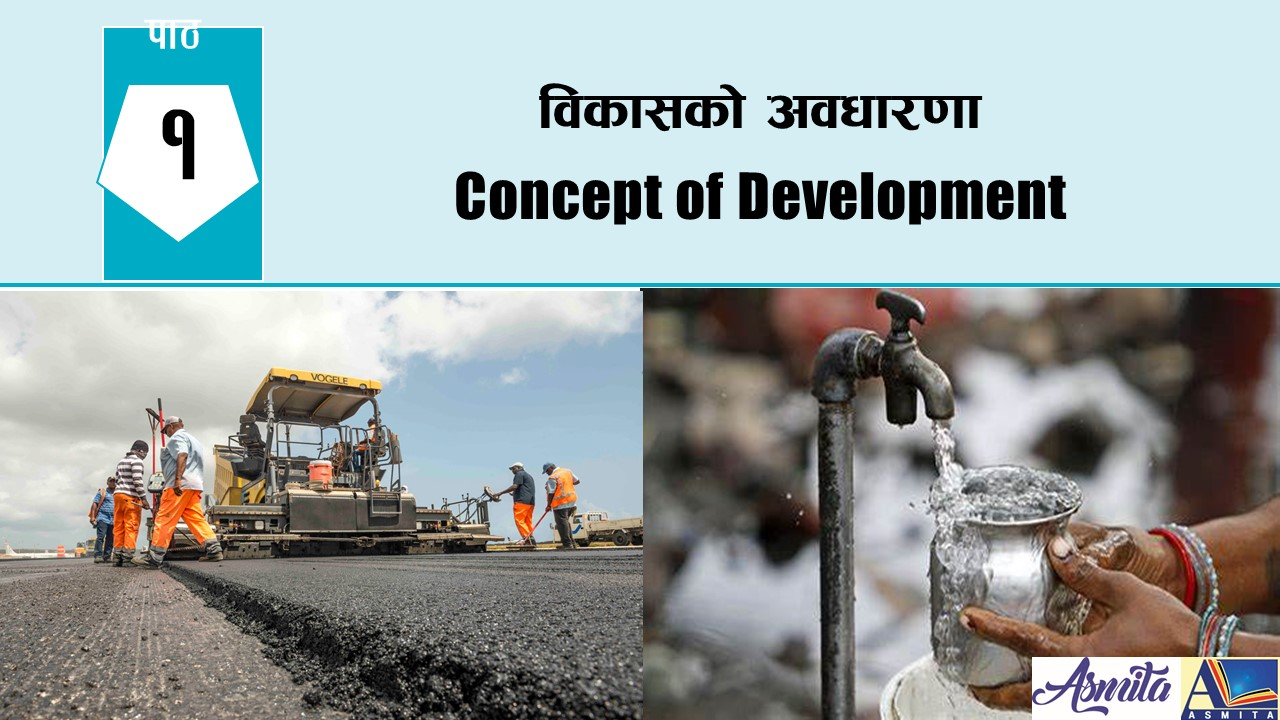 पाठ
१
विकासको अवधारणा
Concept of Development
VOGELE
Asmita
ASMITA